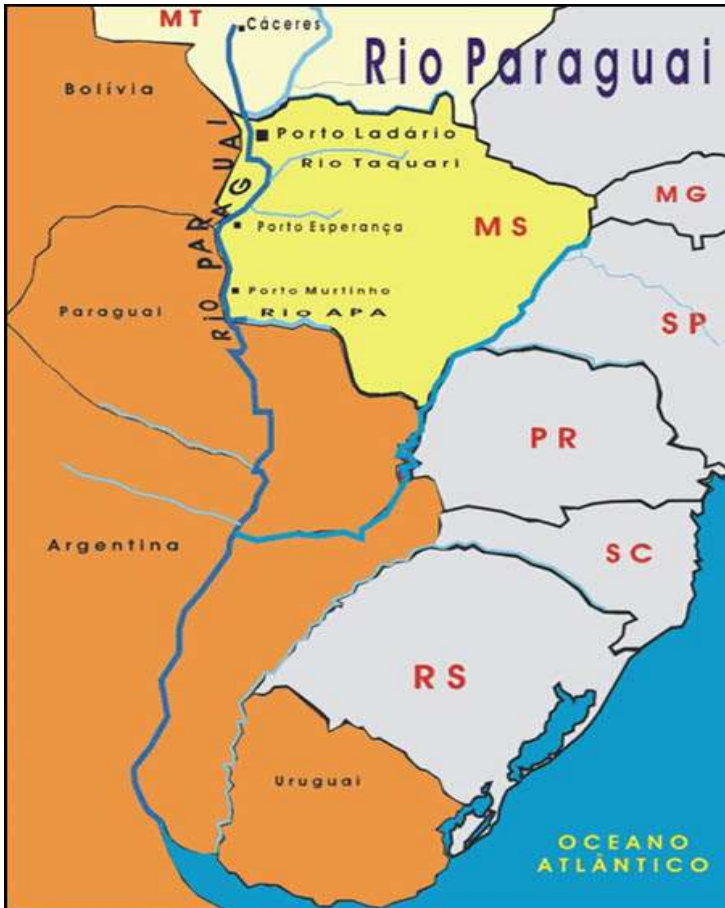 MT
Cáceres
Rio Paraguai
Bolívia
Porto Ladário
Rio Taquari
RIO PARAGUAI
MG
Porto Esperança
MS
Porto Murtinho
Paraguai
Rio APA
SP
PR
Argentina
SC
RS
Uruguai
OCEANO
ATLÂNTICO